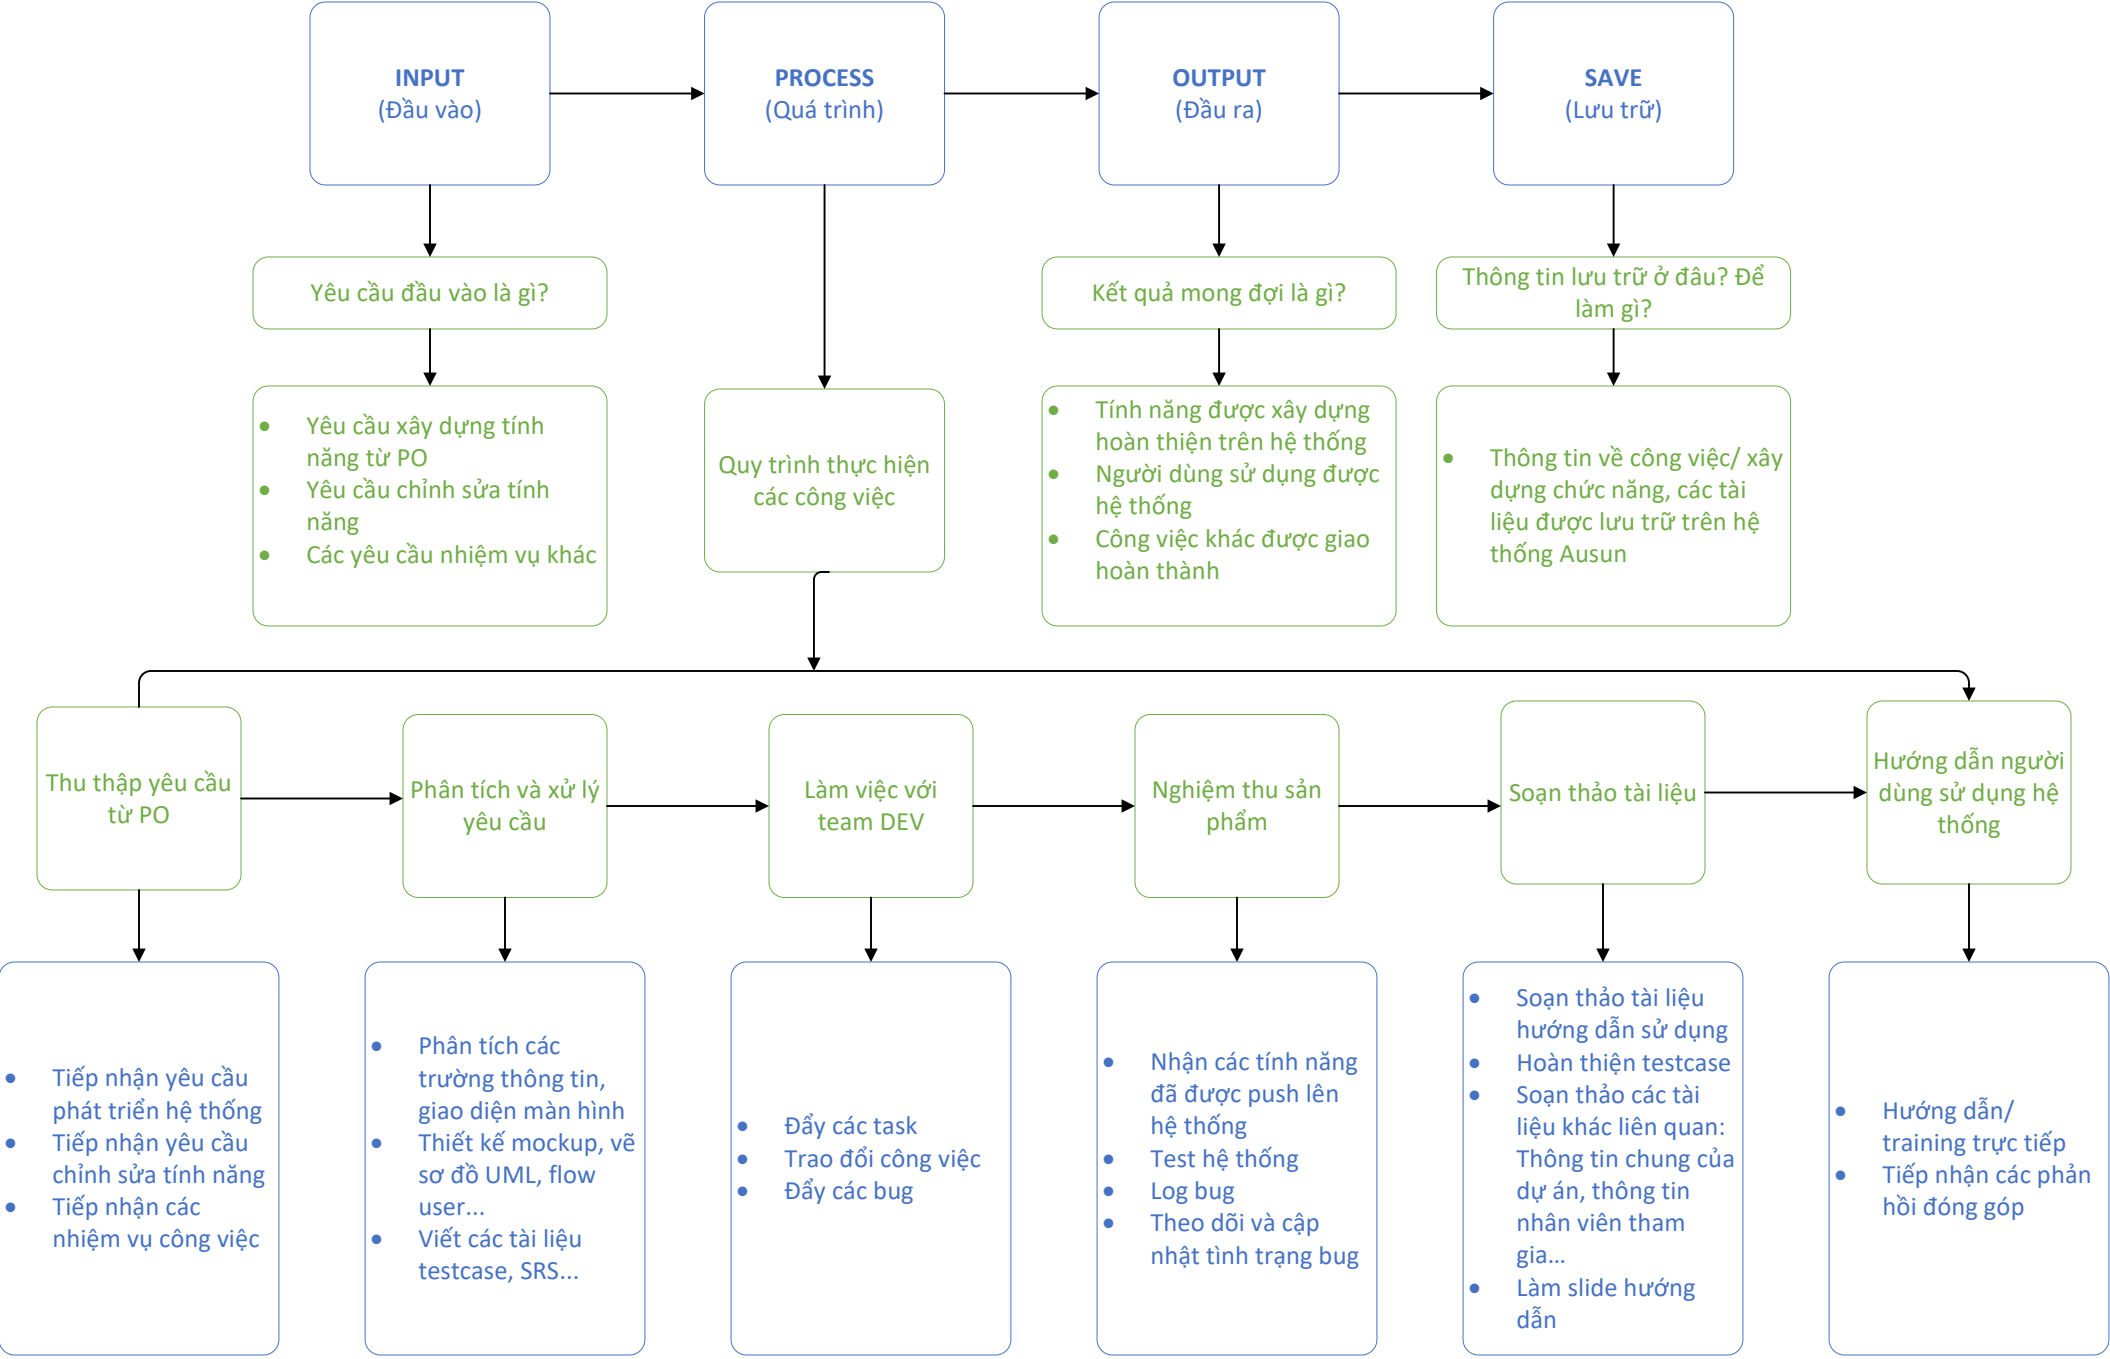 INPUT
(Đầu vào)
PROCESS
(Quá trình)
OUTPUT
(Đầu ra)
SAVE
(Lưu trữ)
Yêu cầu đầu vào là gì?
Kết quả mong đợi là gì?
Thông tin lưu trữ ở đâu? Để
làm gì?
Yêu cầu xây dựng tính
năng từ PO
Yêu cầu chỉnh sửa tính
năng
Các yêu cầu nhiệm vụ khác
Quy trình thực hiện
các công việc
Tính năng được xây dựng
hoàn thiện trên hệ thống
Người dùng sử dụng được
hệ thống
Công việc khác được giao
hoàn thành
Thông tin về công việc/ xây
dựng chức năng, các tài
liệu được lưu trữ trên hệ
thống Ausun
Thu thập yêu cầu
từ PO
Phân tích và xử lý
yêu cầu
Làm việc với
team DEV
Nghiệm thu sản
phẩm
Soạn thảo tài liệu
Hướng dẫn người
dùng sử dụng hệ
thống
Tiếp nhận yêu cầu
phát triển hệ thống
Tiếp nhận yêu cầu
chỉnh sửa tính năng
Tiếp nhận các
nhiệm vụ công việc
Phân tích các
trường thông tin,
giao diện màn hình
Thiết kế mockup, vẽ
sơ đồ UML, flow
user...
Viết các tài liệu
testcase, SRS...
Đẩy các task
Trao đổi công việc
Đẩy các bug
Nhận các tính năng
đã được push lên
hệ thống
Test hệ thống
Log bug
Theo dõi và cập
nhật tình trạng bug
Soạn thảo tài liệu
hướng dẫn sử dụng
Hoàn thiện testcase
Soạn thảo các tài
liệu khác liên quan:
Thông tin chung của
dự án, thông tin
nhân viên tham
gia...
Làm slide hướng
dẫn
Hướng dẫn/
training trực tiếp
Tiếp nhận các phản
hồi đóng góp